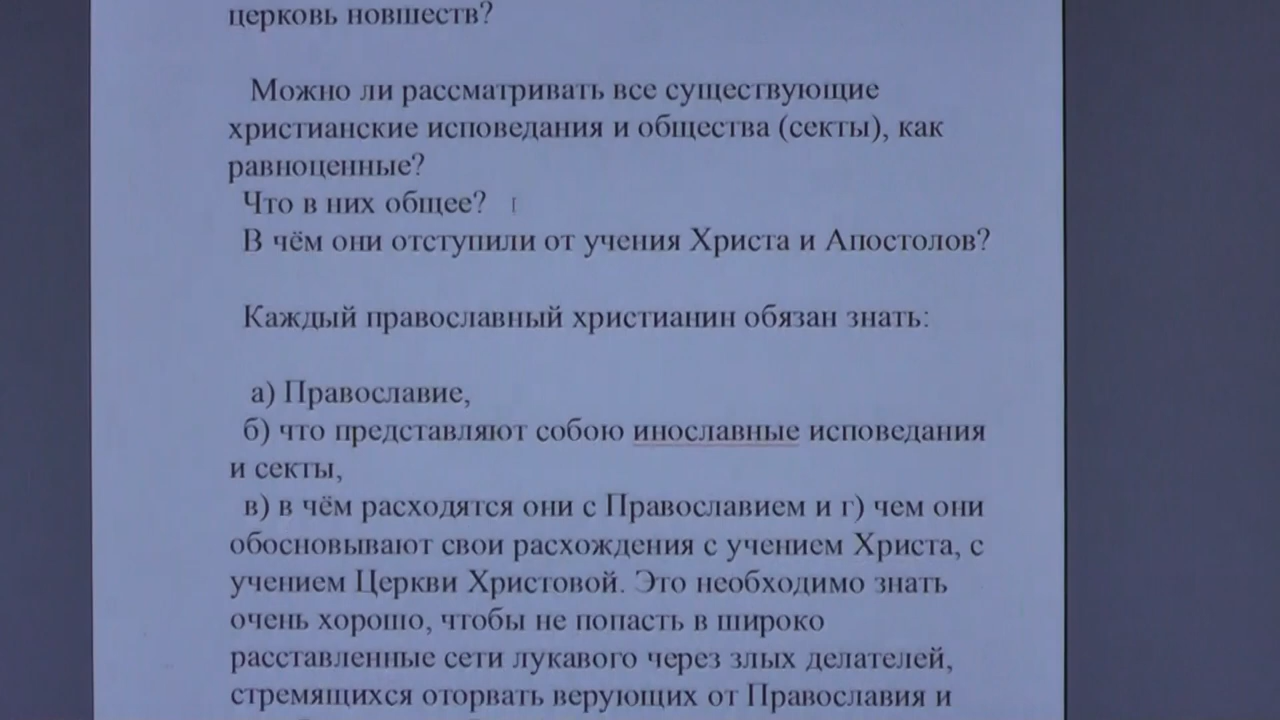 церковь новшеств?
Можно ли рассматривать все существующие
христианские исповедания и общества (секты), как
равноценные?
Что в них общее?
В чём они отступили от учения Христа и Апостолов?
Каждый православный христианин обязан знать:
а) Православие,
б) что представляют собою инославные исповедания
и секты,
в) в чём расходятся они с Православием и г) чем они
обосновывают свои расхождения с учением Христа, с
учением Церкви Христовой. Это необходимо знать
очень хорошо, чтобы не попасть в широко
расставленные сети лукавого через злых делателей,
стремящихся оторвать верующих от Православия и